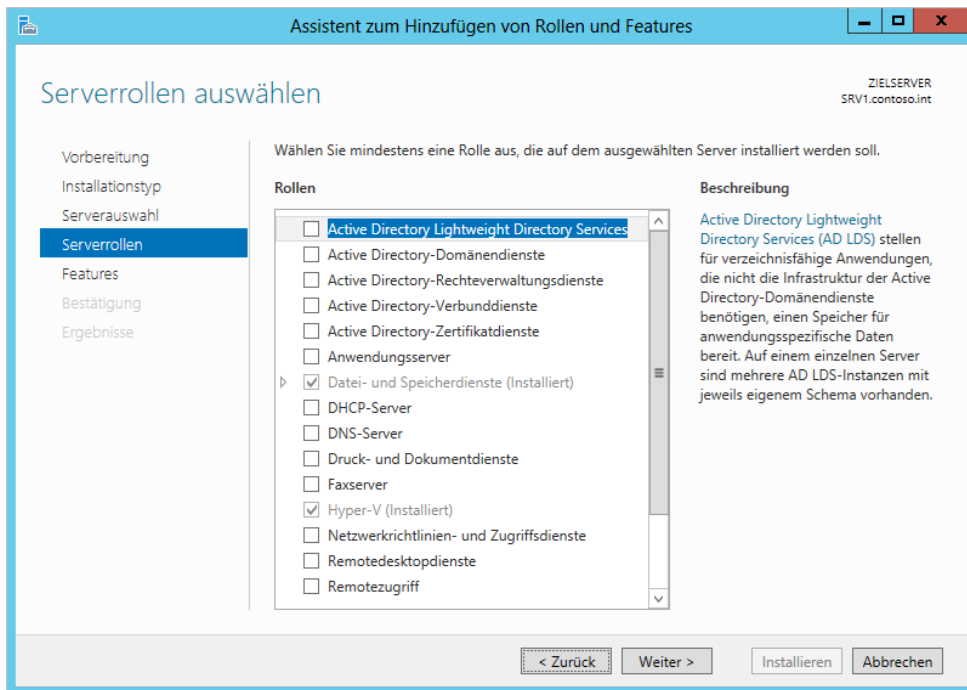 Assistent zum Hinzufügen von Rollen und Features
Serverrollen auswählen
ZIELSERVER
SRV1.contoso.int
Vorbereitung
Installationstyp
Serverauswahl
Serverrollen
Features
Bestätigung
Ergebnisse
Wählen Sie mindestens eine Rolle aus, die auf dem ausgewählten Server installiert werden soll.
Rollen
Active Directory Lightweight Directory Services
Active Directory-Domänendienste
Active Directory-Rechteverwaltungsdienste
Active Directory-Verbunddienste
Active Directory-Zertifikatdienste
Anwendungsserver
Datei- und Speicherdienste (Installiert)
DHCP-Server
DNS-Server
Druck- und Dokumentdienste
Faxserver
Hyper-V (Installiert)
Netzwerkrichtlinien- und Zugriffsdienste
Remotedesktopdienste
Remotezugriff
Beschreibung
Active Directory Lightweight
Directory Services (AD LDS) stellen
für verzeichnisfähige Anwendungen,
die nicht die Infrastruktur der Active
Directory-Domänendienste
benötigen, einen Speicher für
anwendungsspezifische Daten
bereit. Auf einem einzelnen Server
sind mehrere AD LDS-Instanzen mit
jeweils eigenem Schema vorhanden.
< Zurück
Weiter >
Installieren
Abbrechen